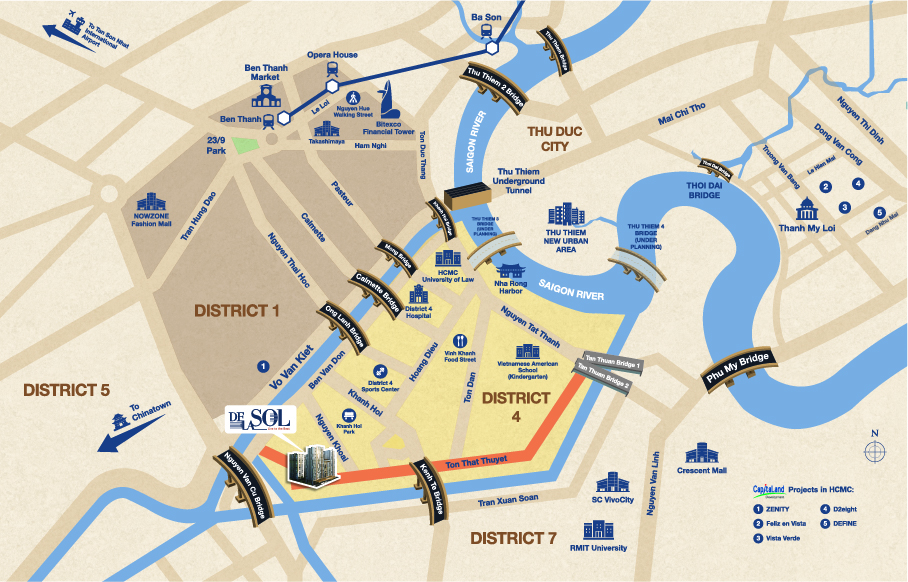 To Tan Son Nhat
International
Airport
Ba Son
Thu Thiem Bridge
Opera House
Ben Thanh
Market
Thu Thiem 2 Bridge
Le Loi
Nguyen Hue
Walking Street
Ben Thanh
Bitexco
Financial Tower
Takashimaya
Ham Nghi
23/9
Park
Ton Duc Thang
SAIGON RIVER
THU DUC
CITY
Mai Chi Tho
Nguyen Thi Dinh
Dong Van Cong
Truong Van Bang
Le Hien Mai
Thoi Dai Bridge
THOI DAI
BRIDGE
2
4
3
5
Dang Nhu Mai
Thanh My Loi
Thu Thiem
Underground
Tunnel
NOWZONE
Fashion Mall
Tran Hung Dao
Pasteur
Calmette
Nguyen Thai Hoc
Khanh Hoi Bridge
THU THIEM 3
BRIDGE
(UNDER
PLANNING)
THU THIEM
NEW URBAN
AREA
THU THIEM 4
BRIDGE
(UNDER
PLANNING)
Mung Bridge
Calmette Bridge
Ong Lanh Bridge
HCMC
University of Law
Nha Rong
Harbor
SAIGON RIVER
District 4
Hospital
DISTRICT 1
Nguyen Tat Thanh
Vinh Khanh
Food Street
Vietnamese American
School
(Kindergarten)
Tan Thuan Bridge 1
Tan Thuan Bridge 2
Phu My Bridge
1
Vo Van Kiet
Ben Van Don
Hoang Dieu
District 4
Sports Center
Khanh Hoi
Ton Dan
DISTRICT
4
DISTRICT 5
To
Chinatown
DE
LA
SOL
Khanh Hoi
Park
Nguyen Khoai
Ton That Thuyet
Nguyen Van Cu Bridge
Kenh Te Bridge
Tran Xuan Soan
Nguyen Van Linh
Crescent Mall
SC VivoCity
RMIT University
DISTRICT 7
N
CapitaLand
Development
Projects in HCMC:
1 ZENITY
4 D2eight
2 Feliz en Vista
5 DEFINE
3 Vista Verde